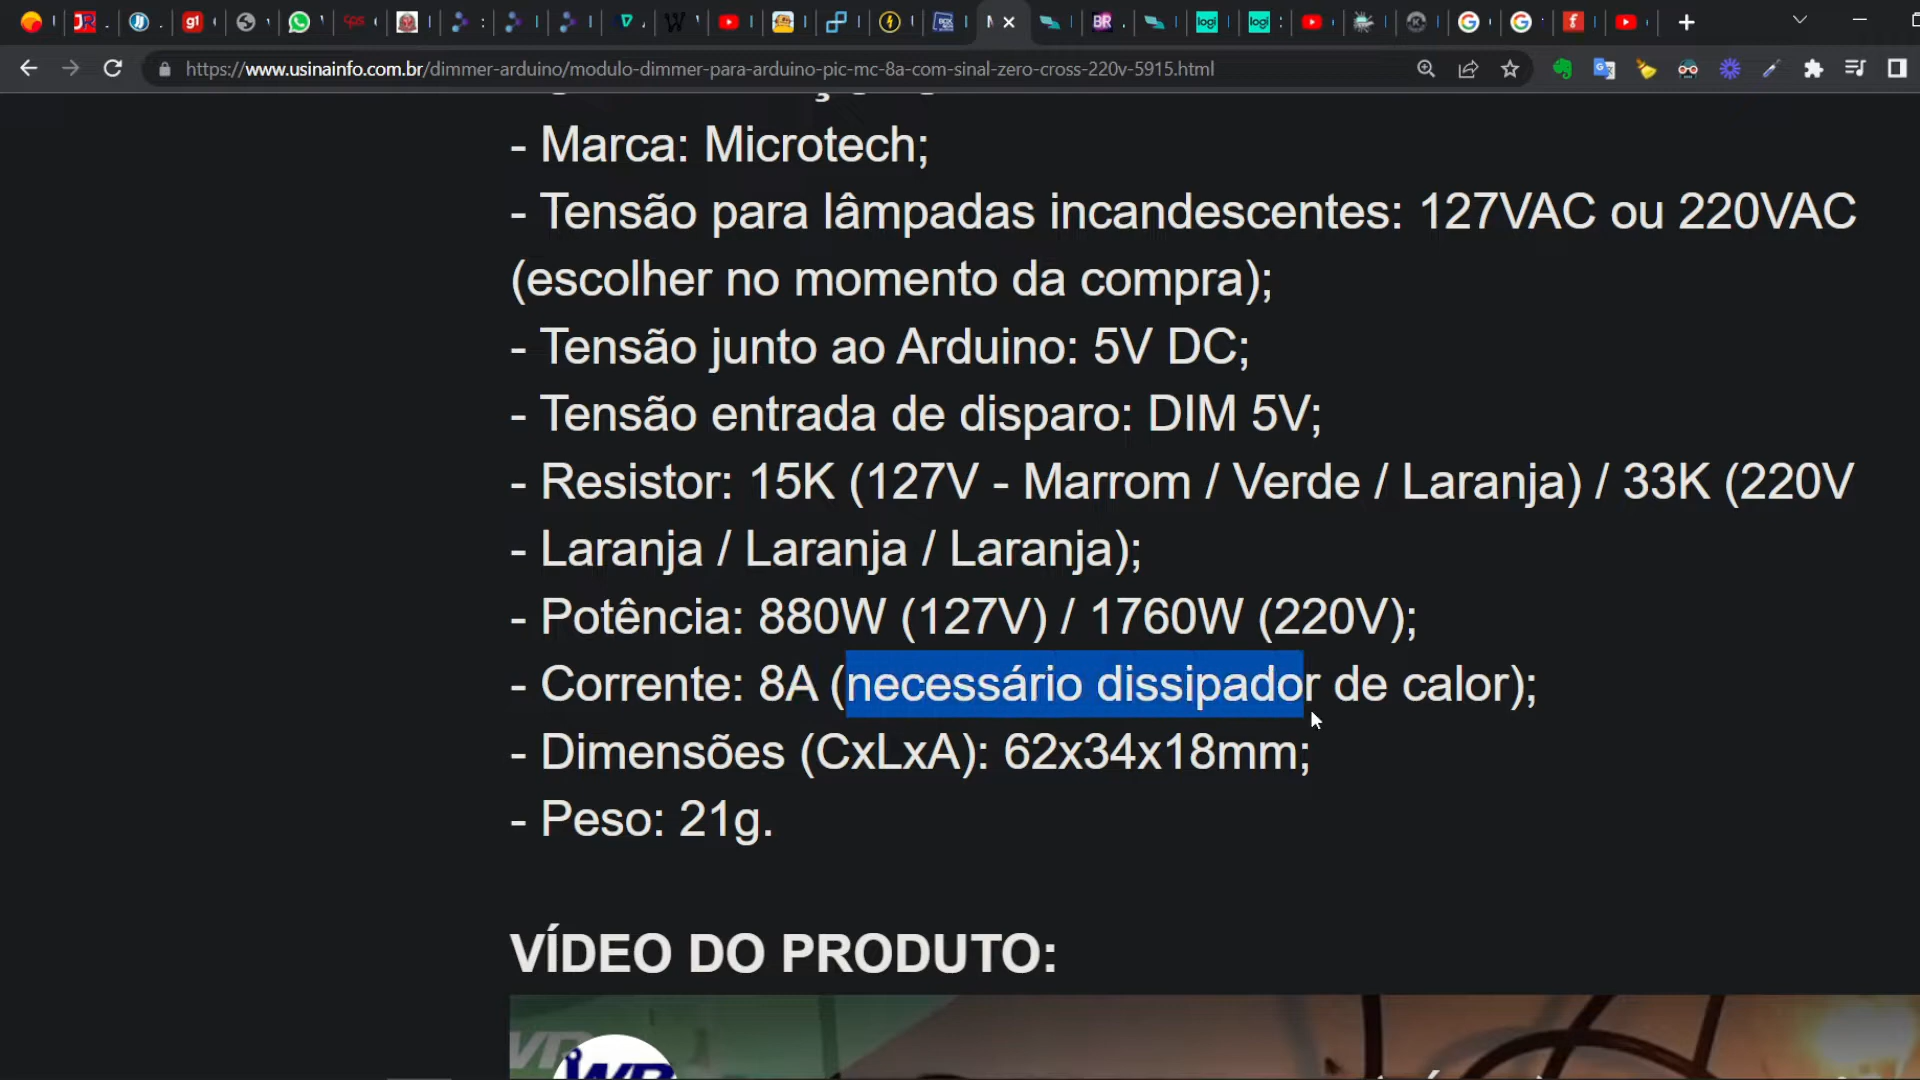 https://www.usinainfo.com.br/dimmer-arduino/modulo-dimmer-para-arduino-pic-mc-8a-com-sinal-zero-cross-220v-5915.html
- Marca: Microtech;
- Tensão para lâmpadas incandescentes: 127VAC ou 220VAC
(escolher no momento da compra);
- Tensão junto ao Arduino: 5V DC;
- Tensão entrada de disparo: DIM 5V;
- Resistor: 15K (127V - Marrom / Verde / Laranja) / 33K (220V
- Laranja / Laranja / Laranja);
- Potência: 880W (127V) / 1760W (220V);
- Corrente: 8A (necessário dissipador de calor);
- Dimensões (CxLxA): 62x34x18mm;
- Peso: 21g.
VÍDEO DO PRODUTO: